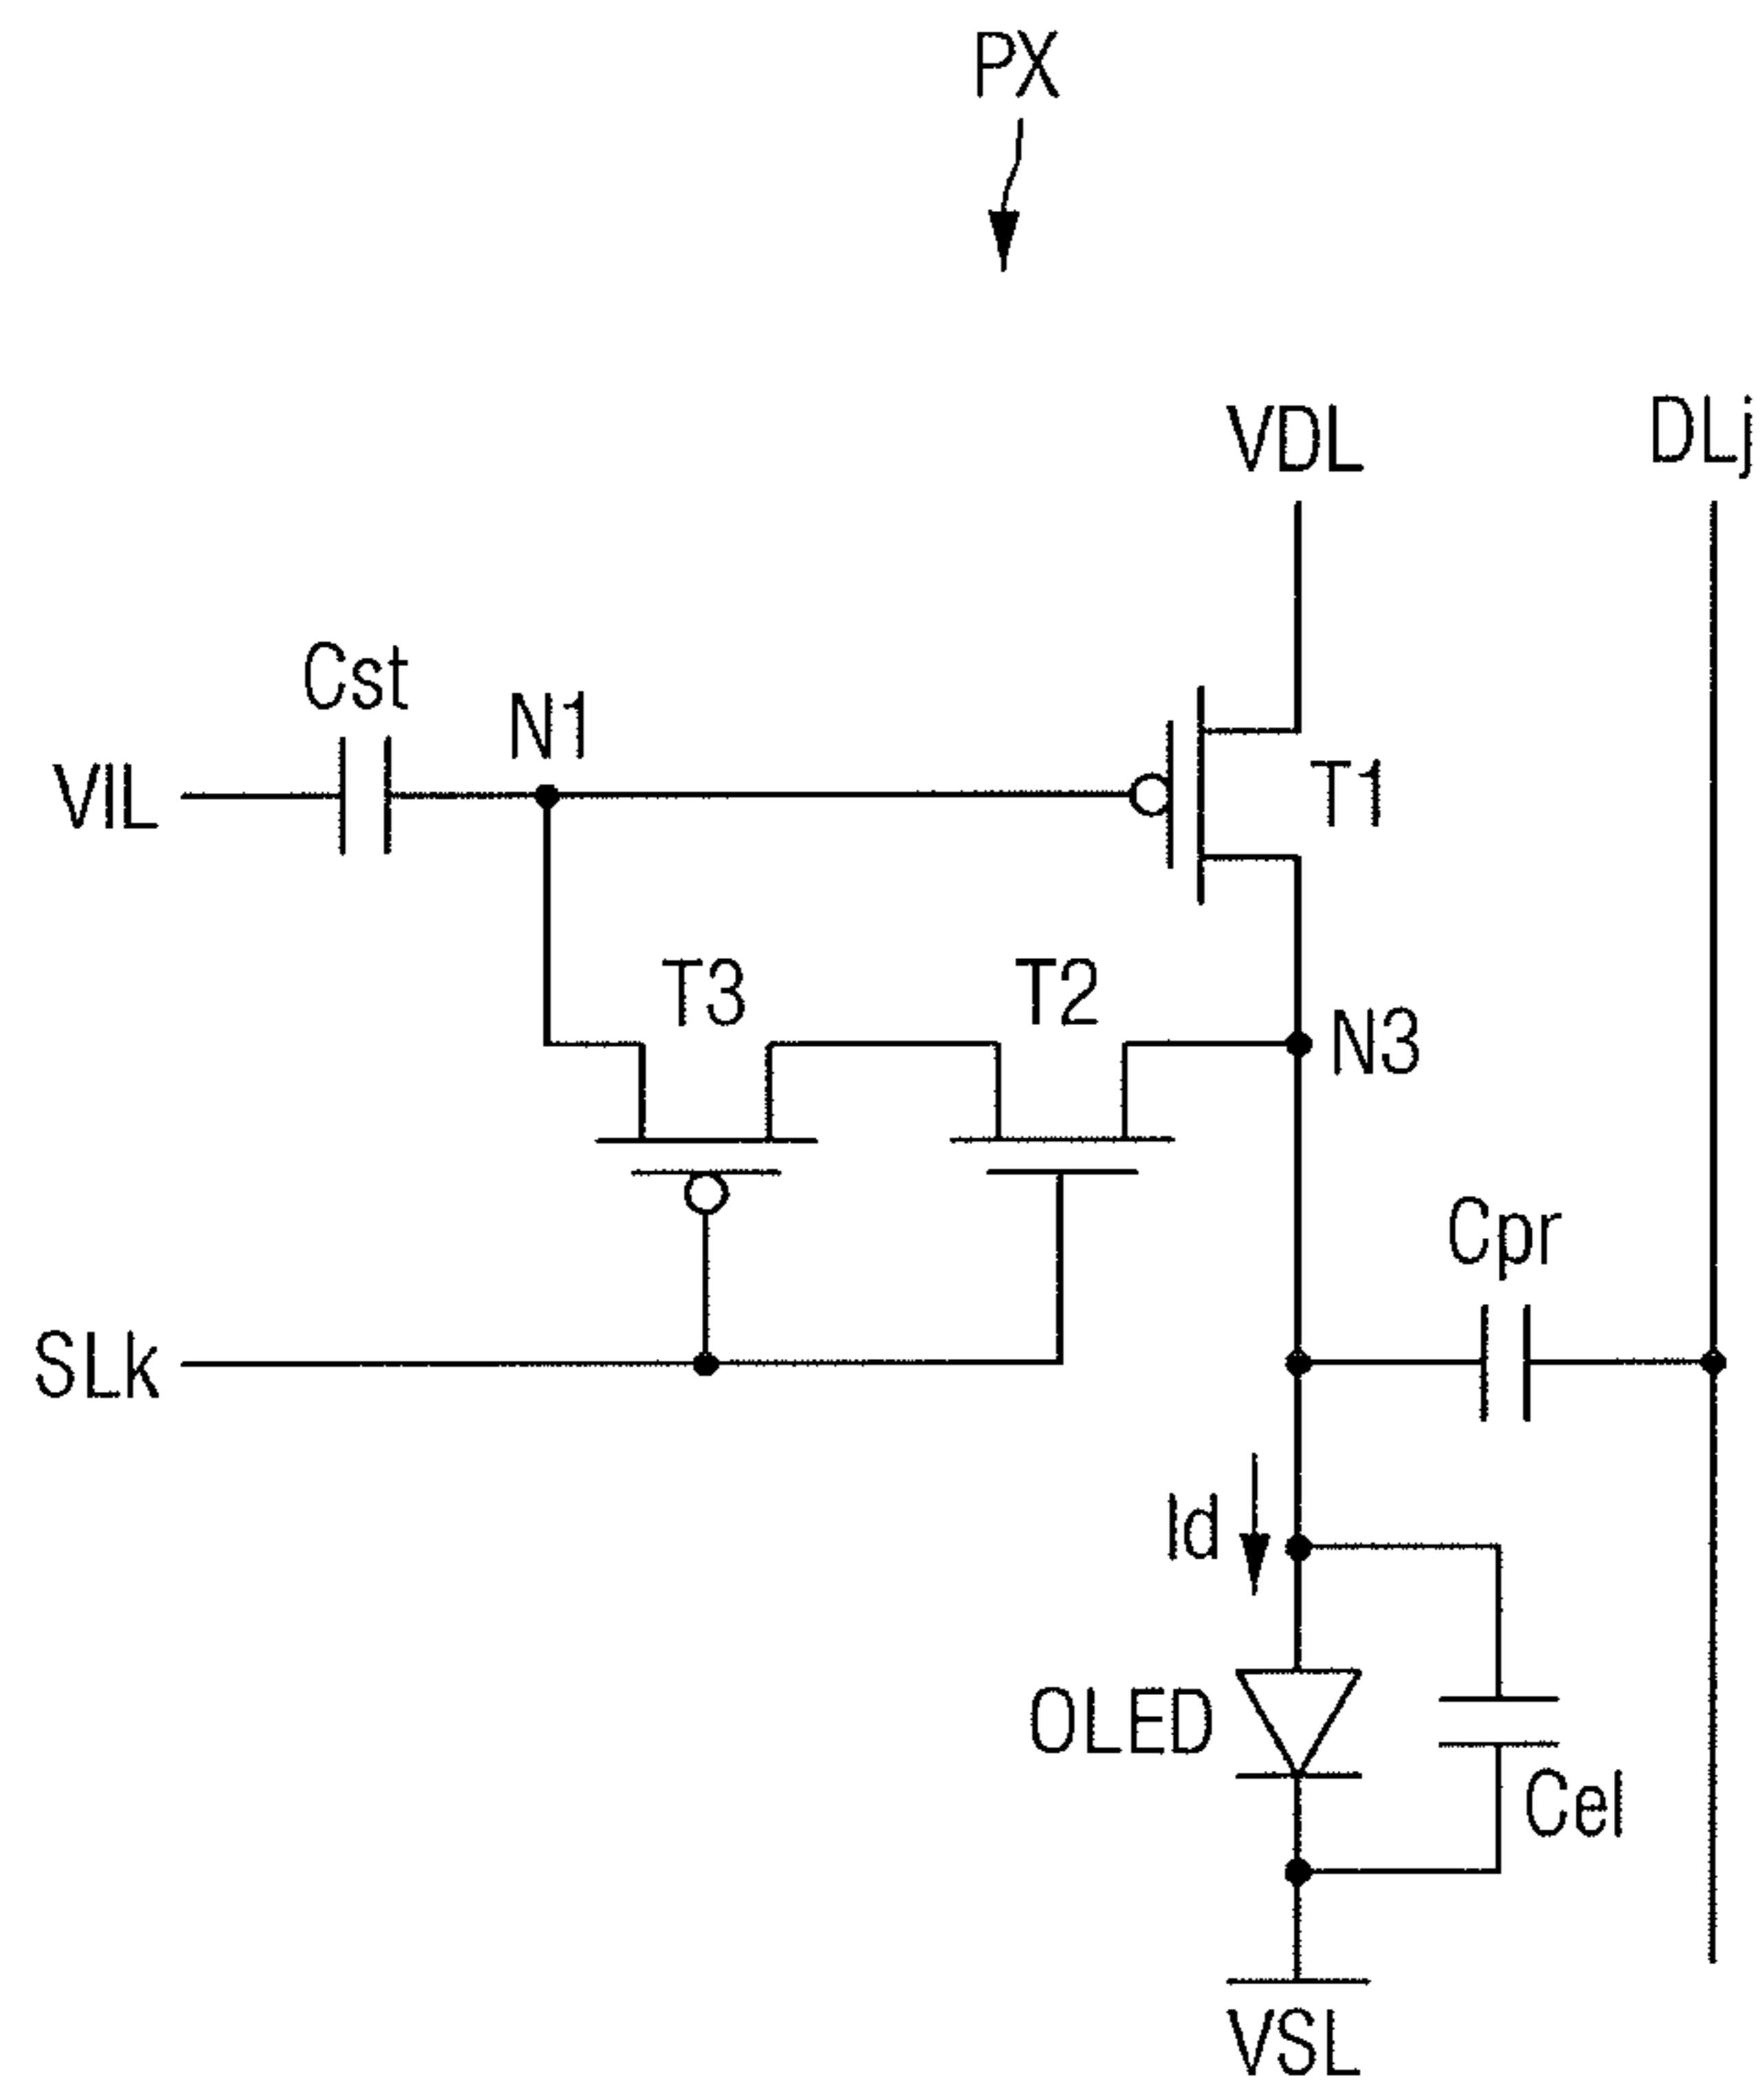 PX
VDL
DLj
Cst
N1
VIL
T1
T3
T2
N3
Cpr
SLk
Id
OLED
Cel
VSL